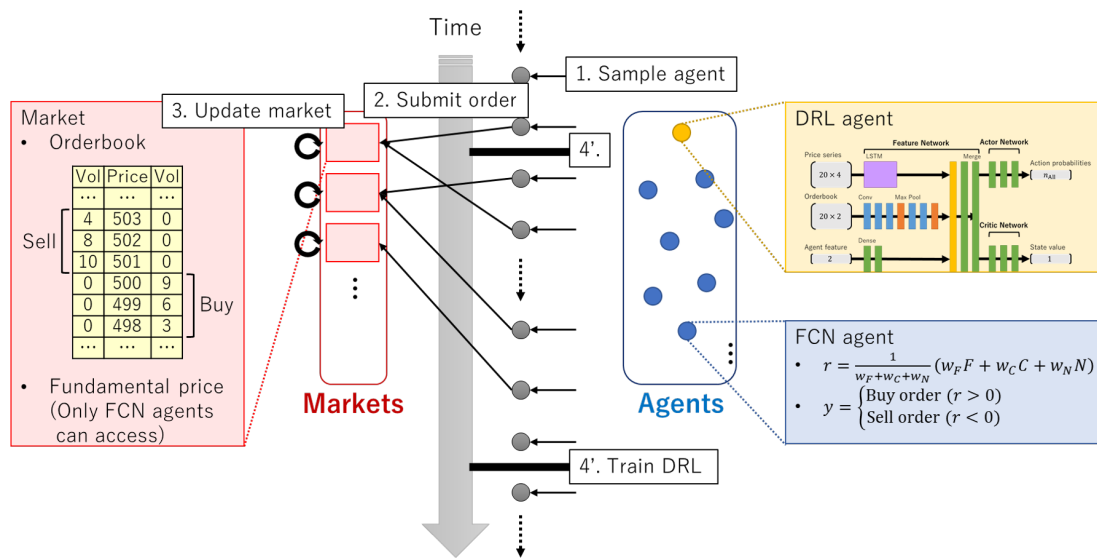 Time
1. Sample agent
2. Submit order
3. Update market
4'.
4'. Train DRL
Market
• Orderbook
Vol Price Vol
... ... ...
4 503 0
8 502 0
10 501 0
0 500 9
0 499 6
0 498 3
... ... ...
Sell
Buy
• Fundamental price
(Only FCN agents
can access)
⋮
Markets
⋮
Agents
DRL agent
Feature Network
Actor Network
Price series
LSTM
Merge
Action probabilities
20 × 4
n_All
Orderbook
Conv
Max Pool
20 × 2
Critic Network
Agent feature
Dense
State value
2
1
FCN agent
• r = 1/(w_F + w_C + w_N) (w_F F + w_C C + w_N N)
• y = { Buy order (r > 0)
Sell order (r < 0)